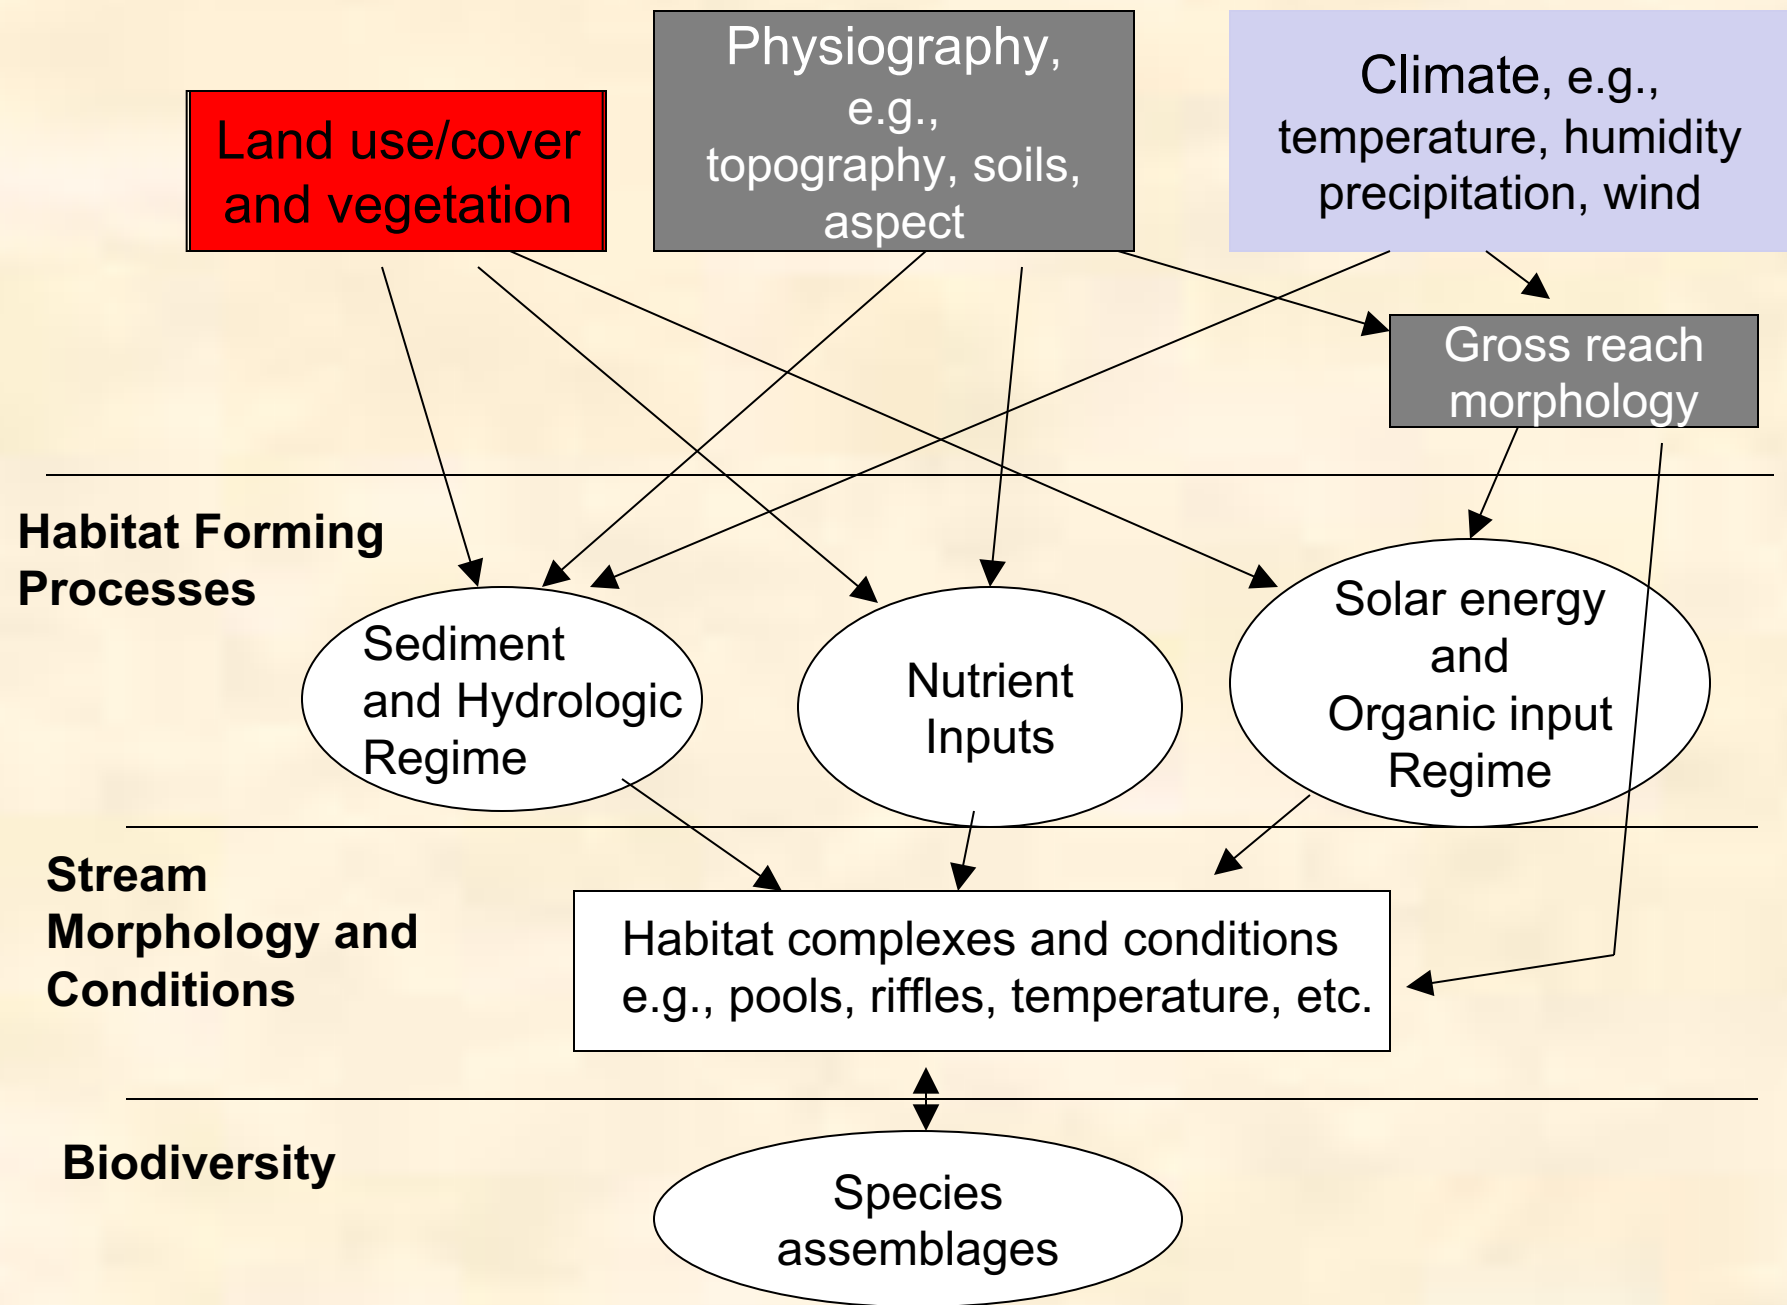 Land use/cover
and vegetation
Physiography,
e.g.,
topography, soils,
aspect
Climate, e.g.,
temperature, humidity
precipitation, wind
Gross reach
morphology
Habitat Forming
Processes
Sediment
and Hydrologic
Regime
Nutrient
Inputs
Solar energy
and
Organic input
Regime
Stream
Morphology and
Conditions
Habitat complexes and conditions
e.g., pools, riffles, temperature, etc.
Biodiversity
Species
assemblages